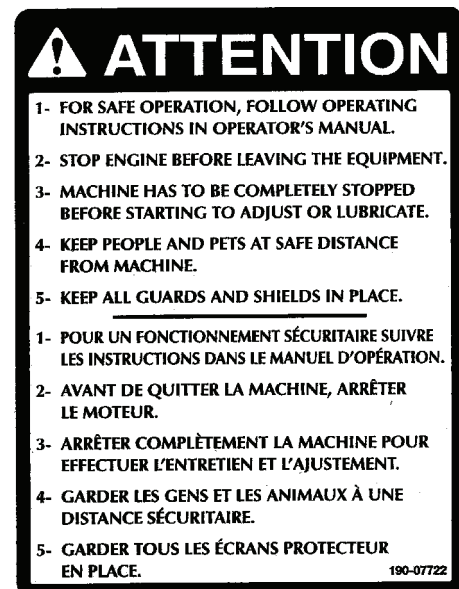 ATTENTION
1- FOR SAFE OPERATION, FOLLOW OPERATING
INSTRUCTIONS IN OPERATOR'S MANUAL.
2- STOP ENGINE BEFORE LEAVING THE EQUIPMENT.
3- MACHINE HAS TO BE COMPLETELY STOPPED
BEFORE STARTING TO ADJUST OR LUBRICATE.
4- KEEP PEOPLE AND PETS AT SAFE DISTANCE
FROM MACHINE.
5- KEEP ALL GUARDS AND SHIELDS IN PLACE.
1- POUR UN FONCTIONNEMENT SÉCURITAIRE SUIVRE
LES INSTRUCTIONS DANS LE MANUEL D'OPÉRATION.
2- AVANT DE QUITTER LA MACHINE, ARRÊTER
LE MOTEUR.
3- ARRÊTER COMPLÈTEMENT LA MACHINE POUR
EFFECTUER L'ENTRETIEN ET L'AJUSTEMENT.
4- GARDER LES GENS ET LES ANIMAUX À UNE
DISTANCE SÉCURITAIRE.
5- GARDER TOUS LES ÉCRANS PROTECTEUR
EN PLACE.
190-07722